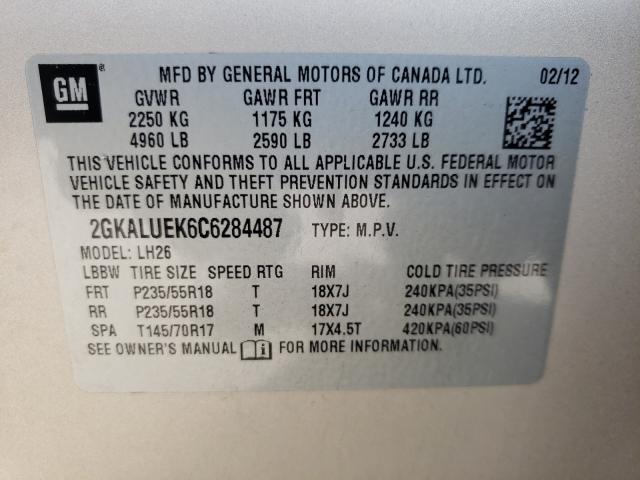 GM
MFD BY GENERAL MOTORS OF CANADA LTD. 02/12
GVWR GAWR FRT GAWR RR
2250 KG 1175 KG 1240 KG
4960 LB 2590 LB 2733 LB
THIS VEHICLE CONFORMS TO ALL APPLICABLE U.S. FEDERAL MOTOR
VEHICLE SAFETY AND THEFT PREVENTION STANDARDS IN EFFECT ON
THE DATE OF MANUFACTURE SHOWN ABOVE.
2GKALUEK6C6284487 TYPE: M.P.V.
MODEL: LH26
LBBW TIRE SIZE SPEED RTG RIM COLD TIRE PRESSURE
FRT P235/55R18 T 18X7J 240KPA(35PSI)
RR P235/55R18 T 18X7J 240KPA(35PSI)
SPA T145/70R17 M 17X4.5T 420KPA(60PSI)
SEE OWNER'S MANUAL FOR MORE INFORMATION.